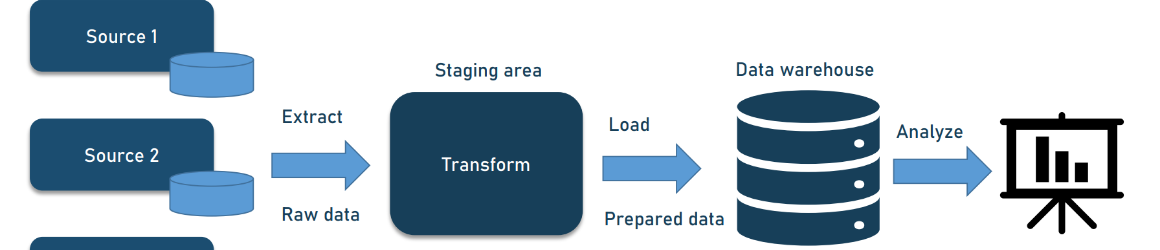 Source 1
Source 2
Extract
Raw data
Staging area
Transform
Load
Prepared data
Data warehouse
Analyze